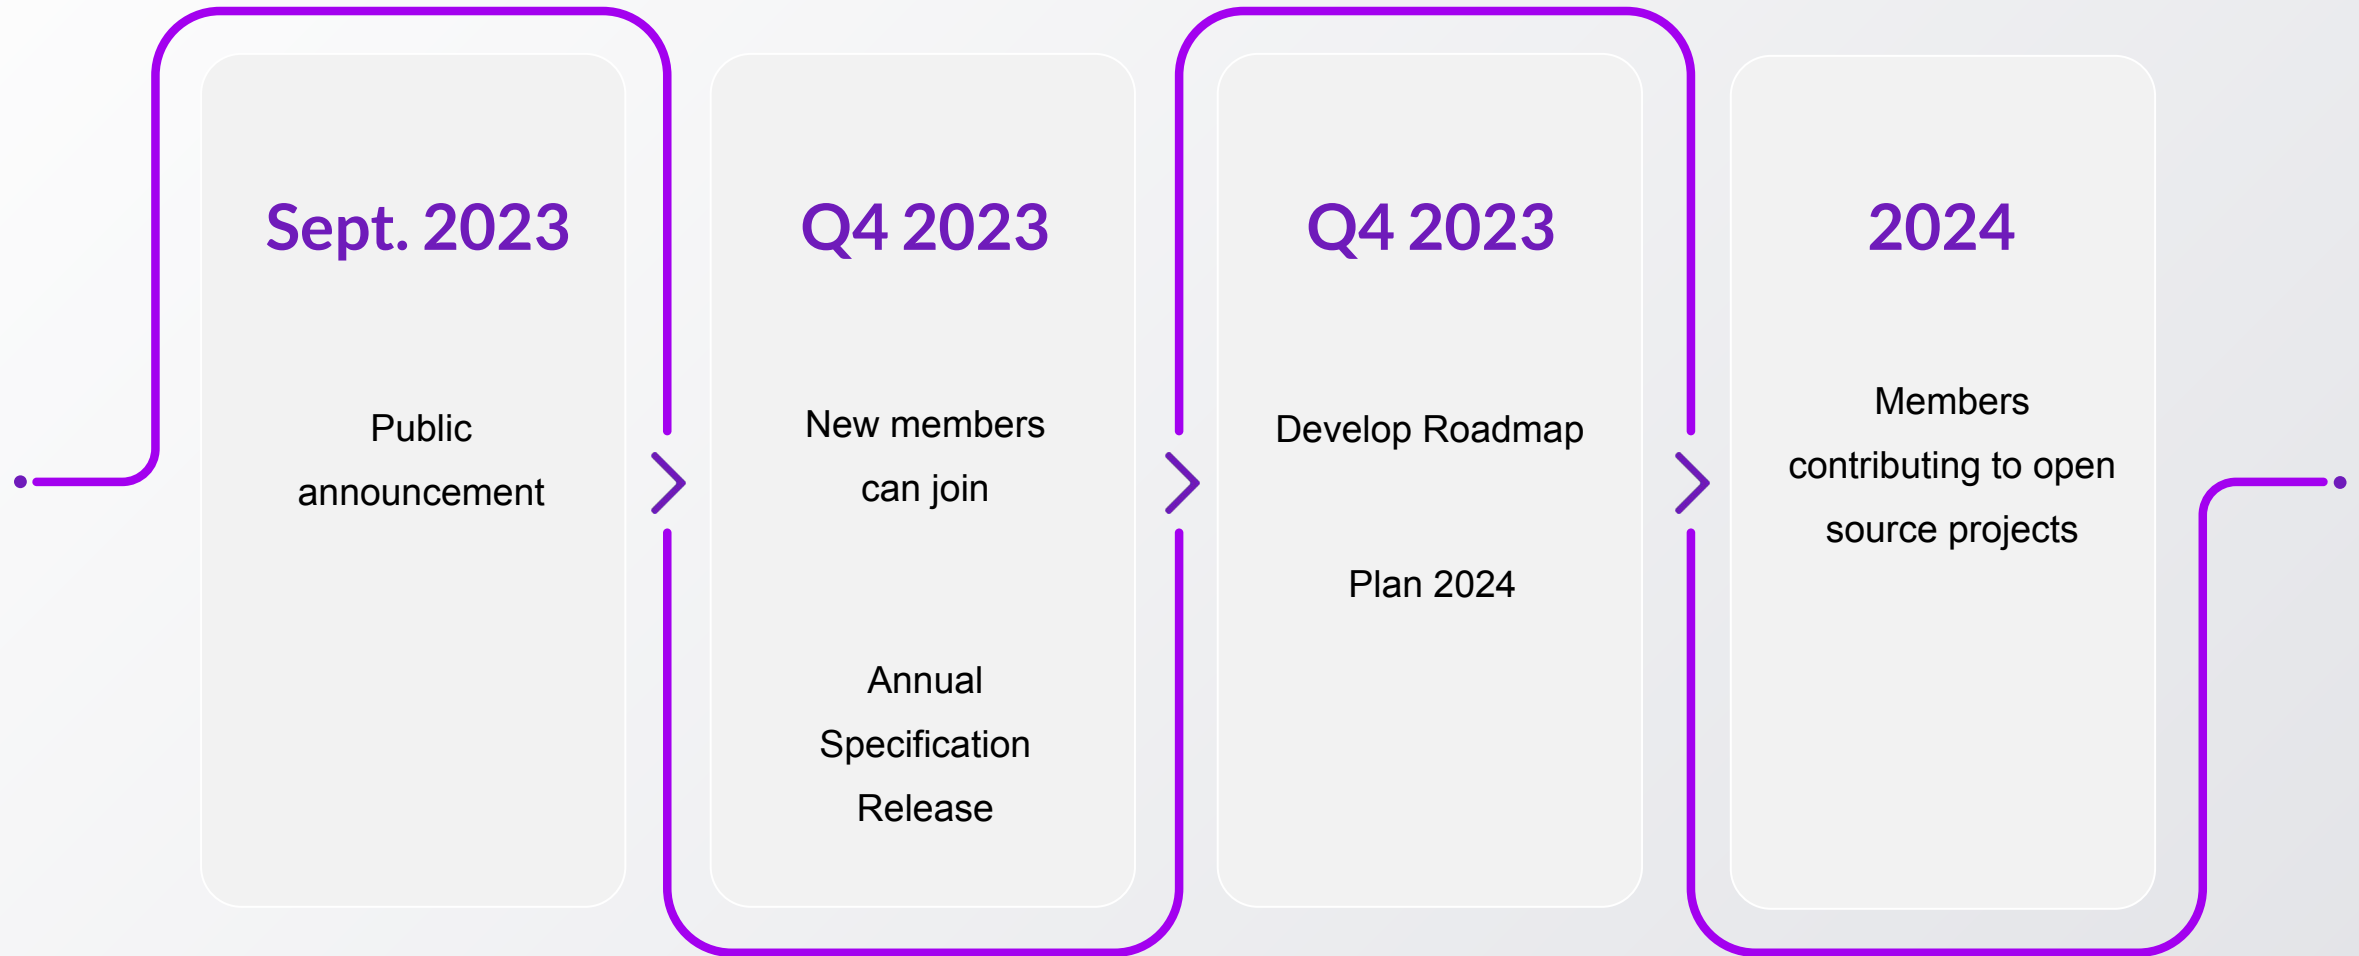 Sept. 2023
Public
announcement
Q4 2023
New members
can join
Annual
Specification
Release
Q4 2023
Develop Roadmap
Plan 2024
2024
Members
contributing to open
source projects